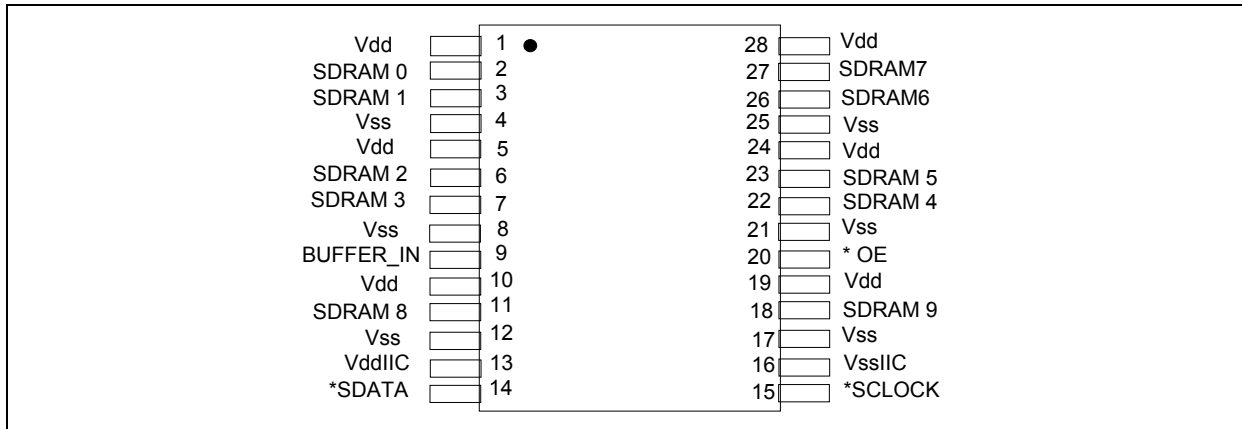 Vdd 1 28 Vdd
SDRAM 0 2 27 SDRAM7
SDRAM 1 3 26 SDRAM6
Vss 4 25 Vss
Vdd 5 24 Vdd
SDRAM 2 6 23 SDRAM 5
SDRAM 3 7 22 SDRAM 4
Vss 8 21 Vss
BUFFER_IN 9 20 * OE
Vdd 10 19 Vdd
SDRAM 8 11 18 SDRAM 9
Vss 12 17 Vss
VddIIC 13 16 VssIIC
*SDATA 14 15 *SCLOCK